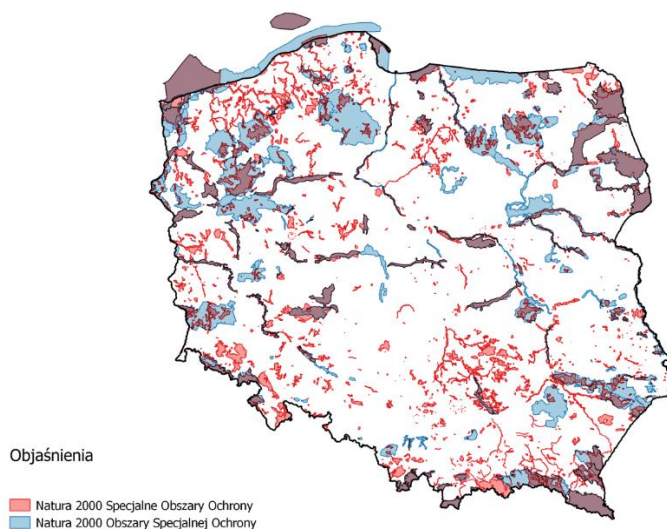 Objaśnienia
Natura 2000 Specjalne Obszary Ochrony
Natura 2000 Obszary Specjalnej Ochrony